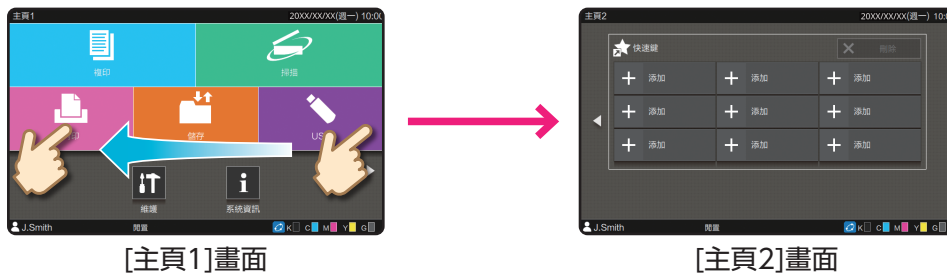 主頁1 20XX/XX/XX(週一) 10:00
複印 掃描
儲存 US
維護 系統資訊
J.Smith 閒置 K C M Y G
[主頁1]畫面
主頁2 20XX/XX/XX(週一) 10:0
快速鍵 刪除
添加 添加 添加
添加 添加 添加
添加 添加 添加
J.Smith 閒置 K C M Y G
[主頁2]畫面